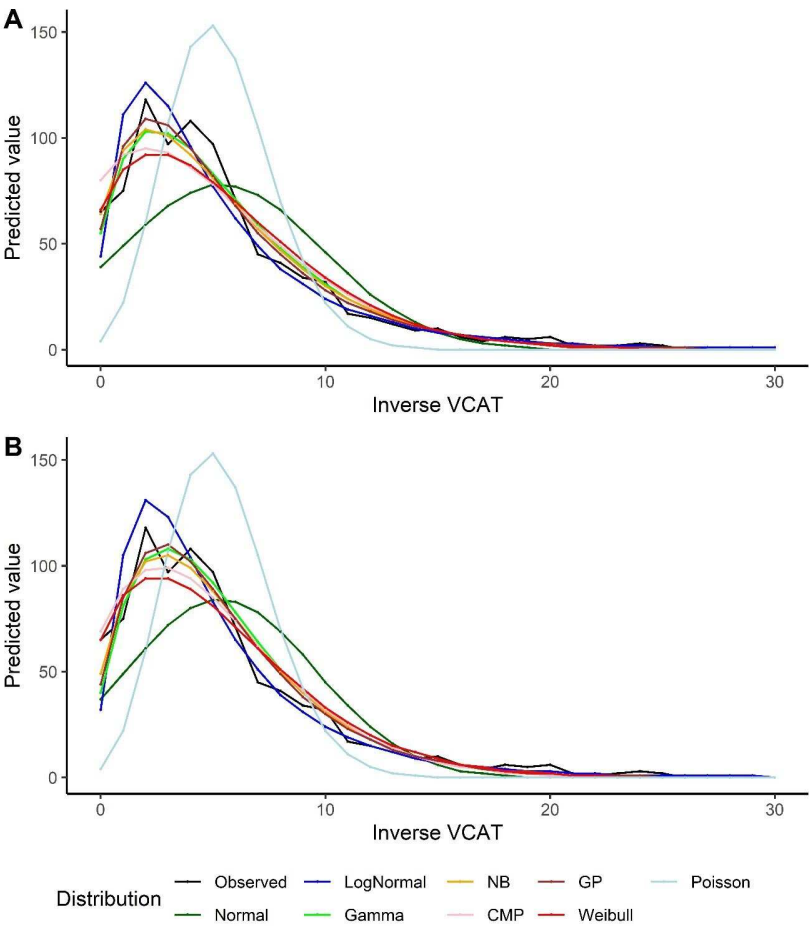 A
150
100
50
0
Predicted value
0 10 20 30
Inverse VCAT
B
150
100
50
0
Predicted value
0 10 20 30
Inverse VCAT
Distribution
Observed LogNormal NB GP Poisson
Normal Gamma CMP Weibull